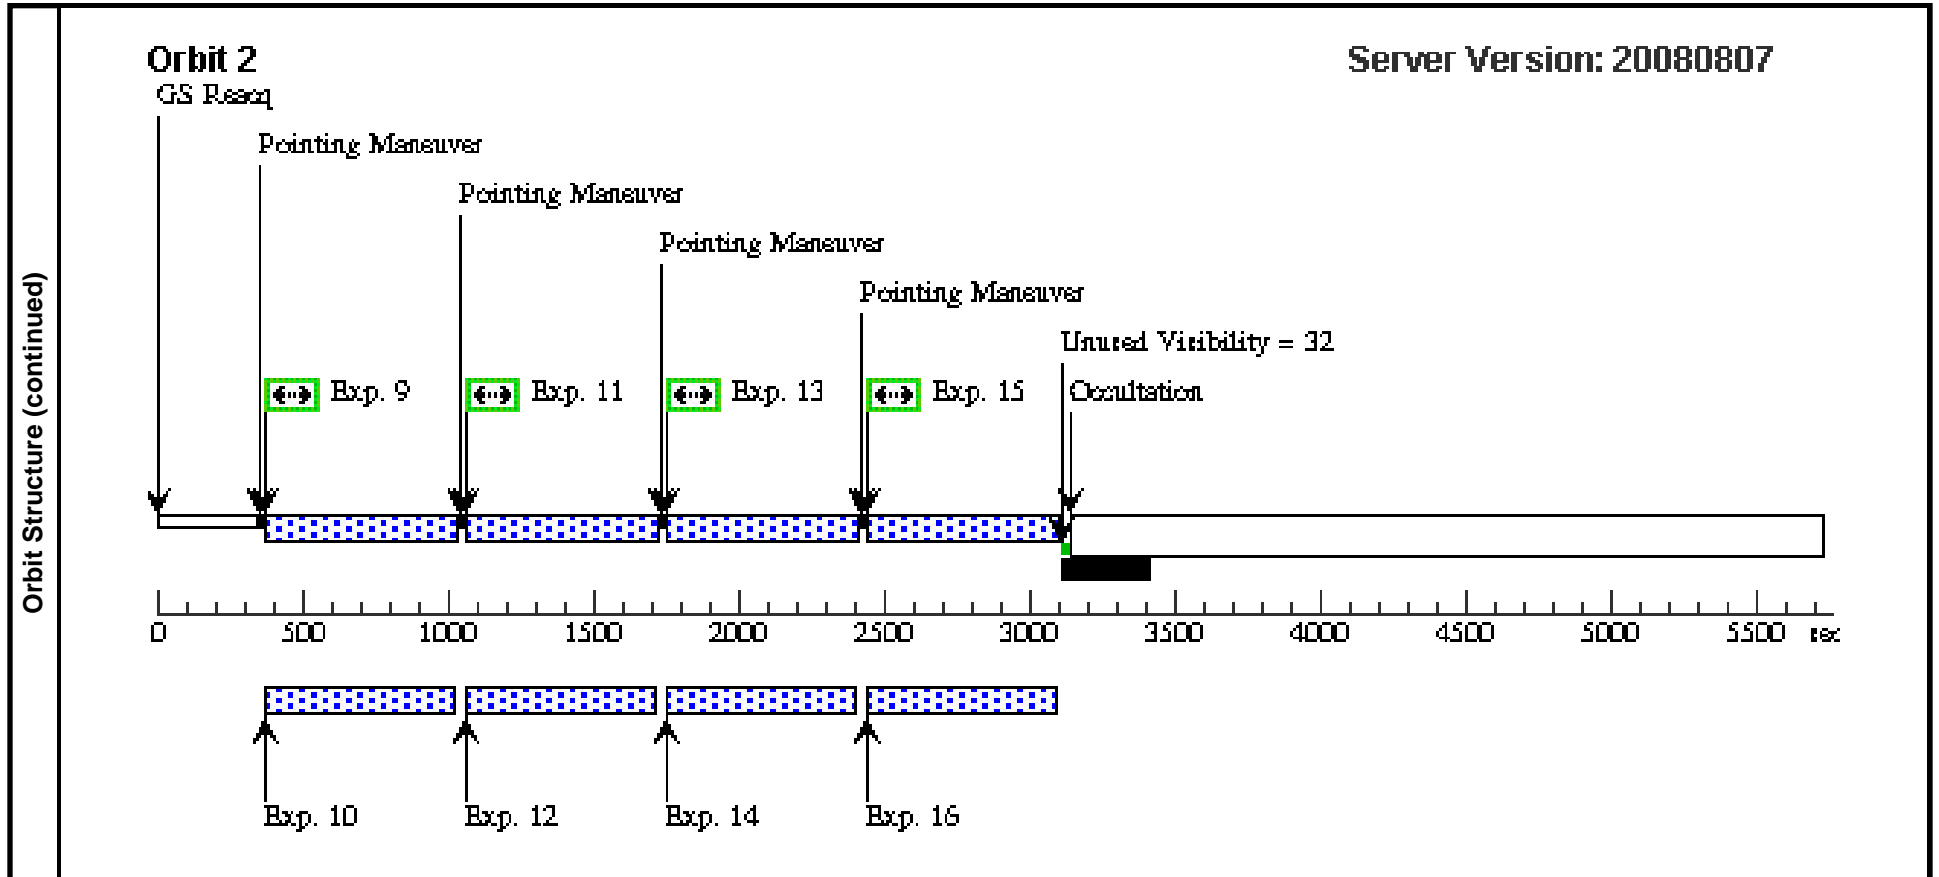 Orbit Structure (continued)
Orbit 2
Server Version: 20080807
GS Reacq
Pointing Maneuver
Pointing Maneuver
Pointing Maneuver
Pointing Maneuver
Unused Visibility = 32
Exp. 9
Exp. 11
Exp. 13
Exp. 15
Occultation
0 500 1000 1500 2000 2500 3000 3500 4000 4500 5000 5500 sec
Exp. 10
Exp. 12
Exp. 14
Exp. 16